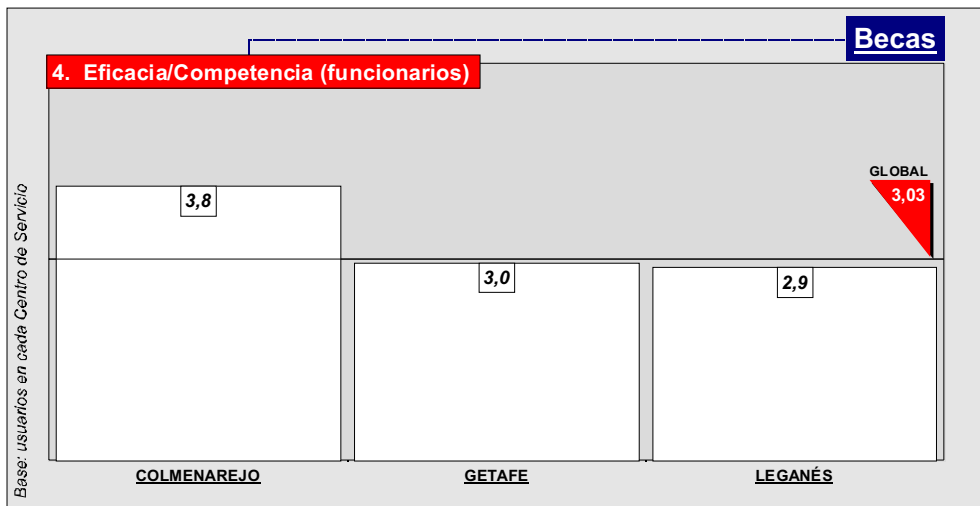 Becas
4. Eficacia/Competencia (funcionarios)
GLOBAL
3,03
3,8
3,0
2,9
Base: usuarios en cada Centro de Servicio
COLMENAREJO
GETAFE
LEGANÉS